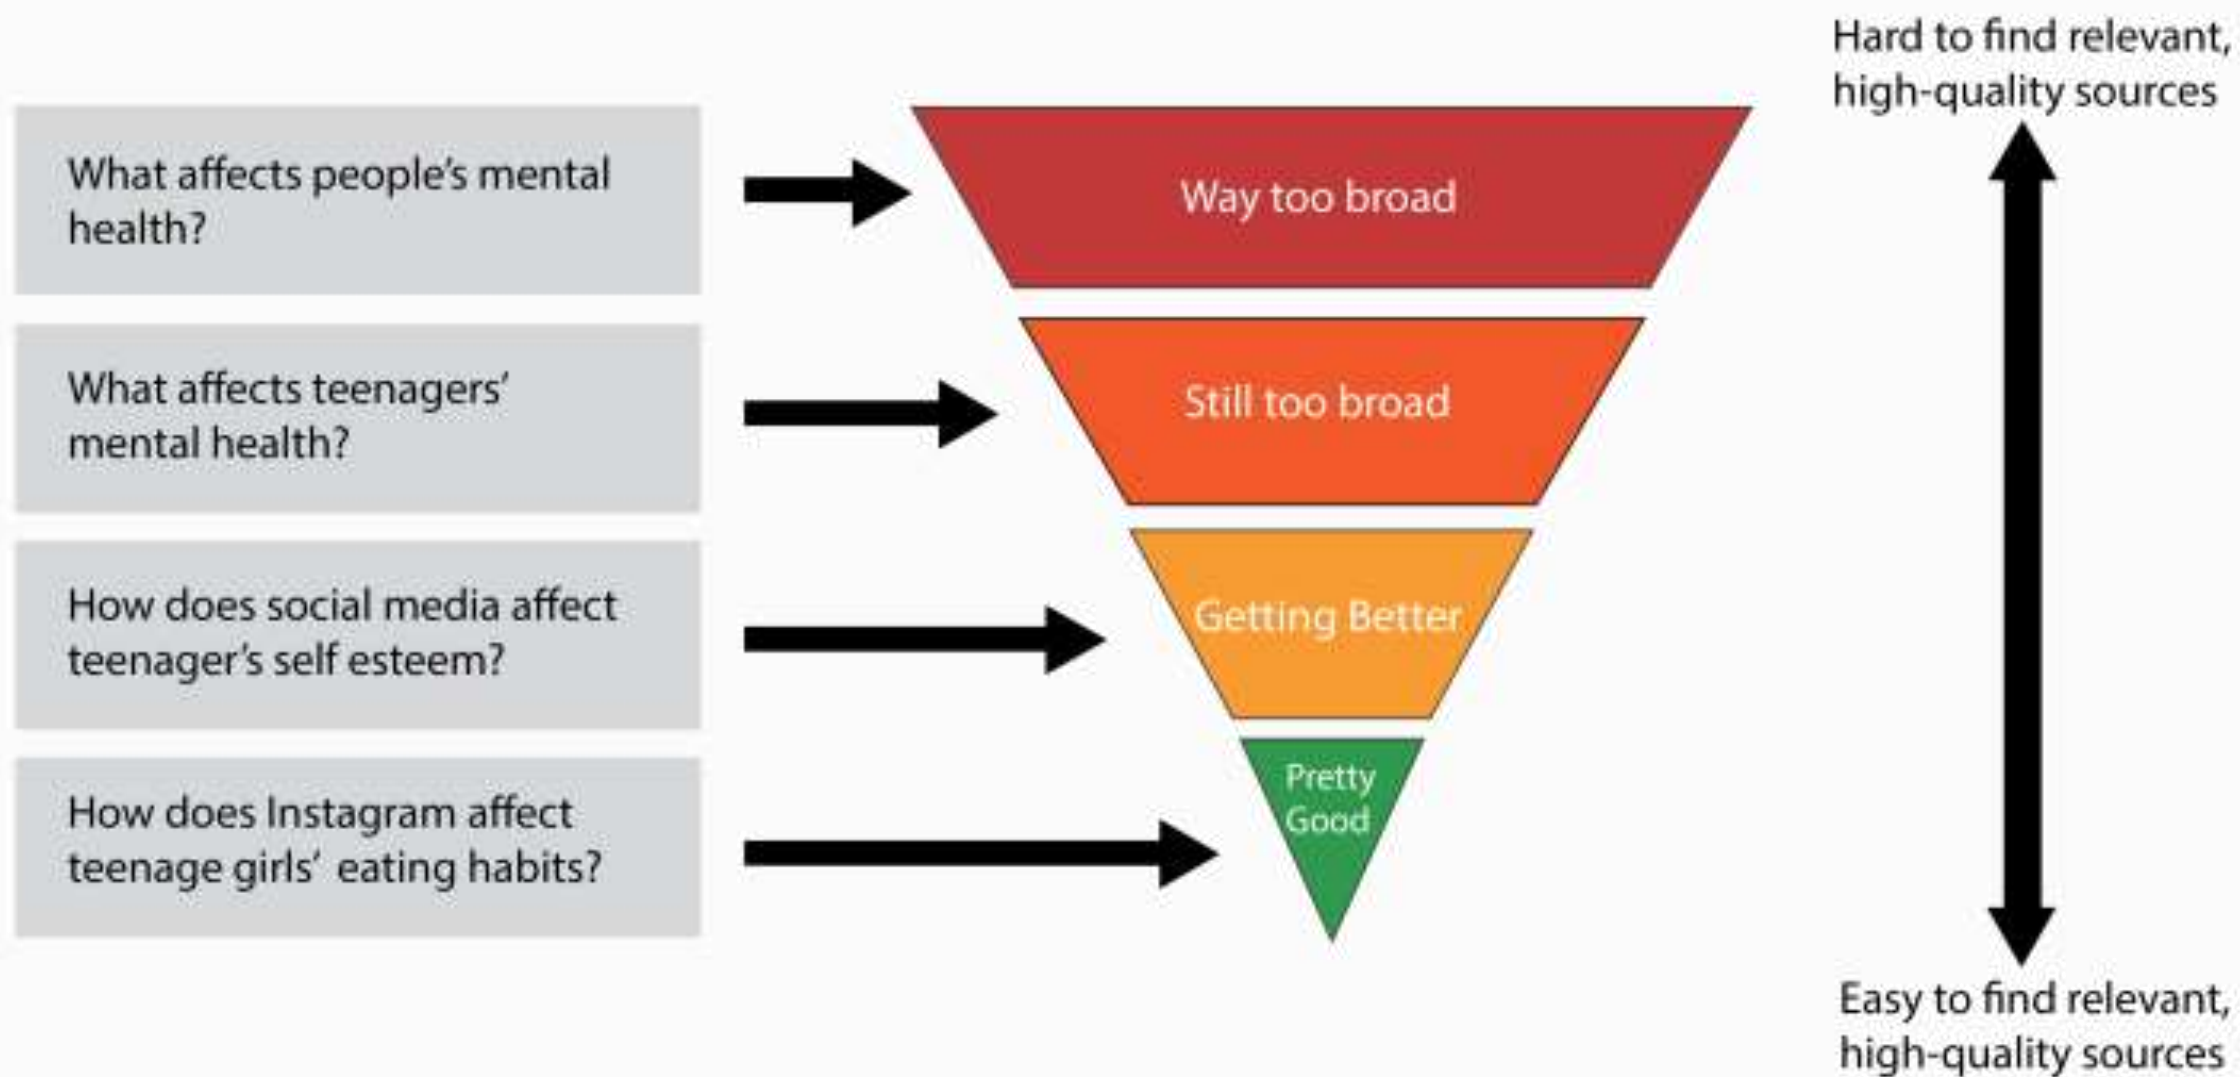 Hard to find relevant,
high-quality sources
What affects people's mental
health?
Way too broad
What affects teenagers'
mental health?
Still too broad
How does social media affect
teenager's self esteem?
Getting Better
How does Instagram affect
teenage girls' eating habits?
Pretty
Good
Easy to find relevant,
high-quality sources